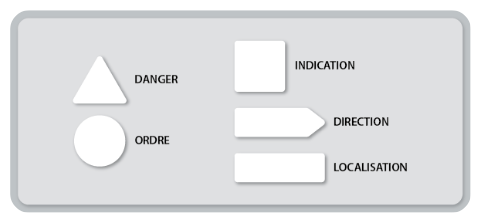 DANGER
ORDRE
INDICATION
DIRECTION
LOCALISATION